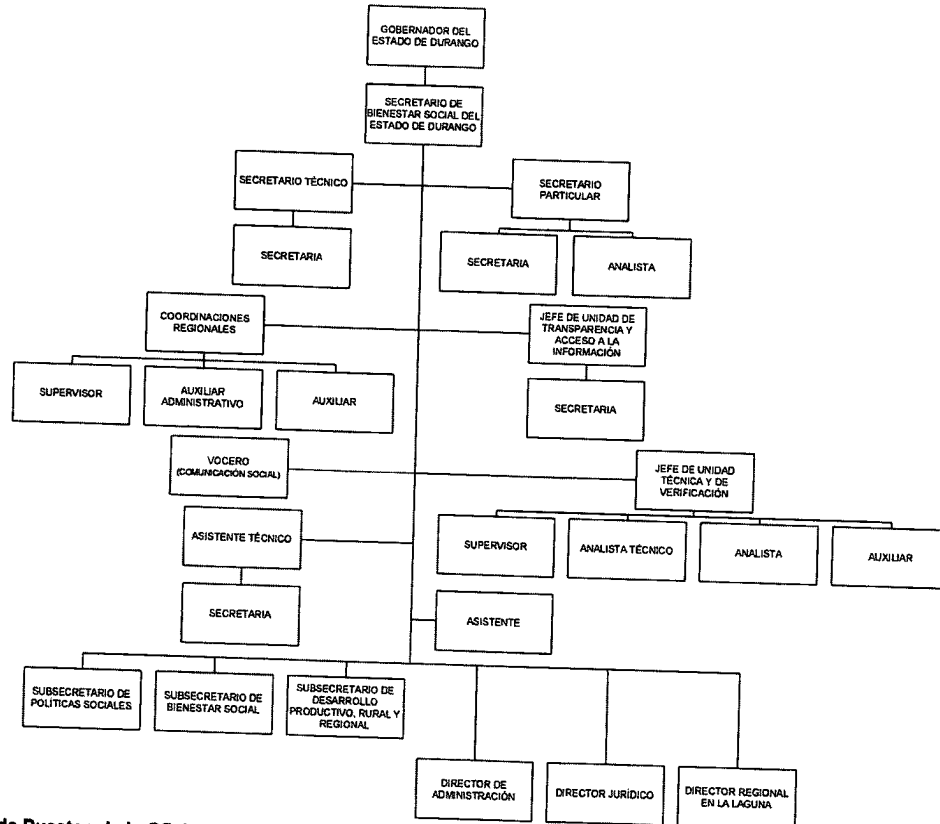 GOBERNADOR DEL
ESTADO DE DURANGO
SECRETARIO DE
BIENESTAR SOCIAL DEL
ESTADO DE DURANGO
SECRETARIO TÉCNICO
SECRETARIO
PARTICULAR
SECRETARIA
SECRETARIA
ANALISTA
COORDINACIONES
REGIONALES
JEFE DE UNIDAD DE
TRANSPARENCIA Y
ACCESO A LA
INFORMACIÓN
SUPERVISOR
AUXILIAR
ADMINISTRATIVO
AUXILIAR
SECRETARIA
VOCERO
(COMUNICACIÓN SOCIAL)
JEFE DE UNIDAD
TÉCNICA Y DE
VERIFICACIÓN
ASISTENTE TÉCNICO
SUPERVISOR
ANALISTA TÉCNICO
ANALISTA
AUXILIAR
SECRETARIA
ASISTENTE
SUBSECRETARIO DE
POLÍTICAS SOCIALES
SUBSECRETARIO DE
BIENESTAR SOCIAL
SUBSECRETARIO DE
DESARROLLO
PRODUCTIVO, RURAL Y
REGIONAL
DIRECTOR DE
ADMINISTRACIÓN
DIRECTOR JURÍDICO
DIRECTOR REGIONAL
EN LA LAGUNA